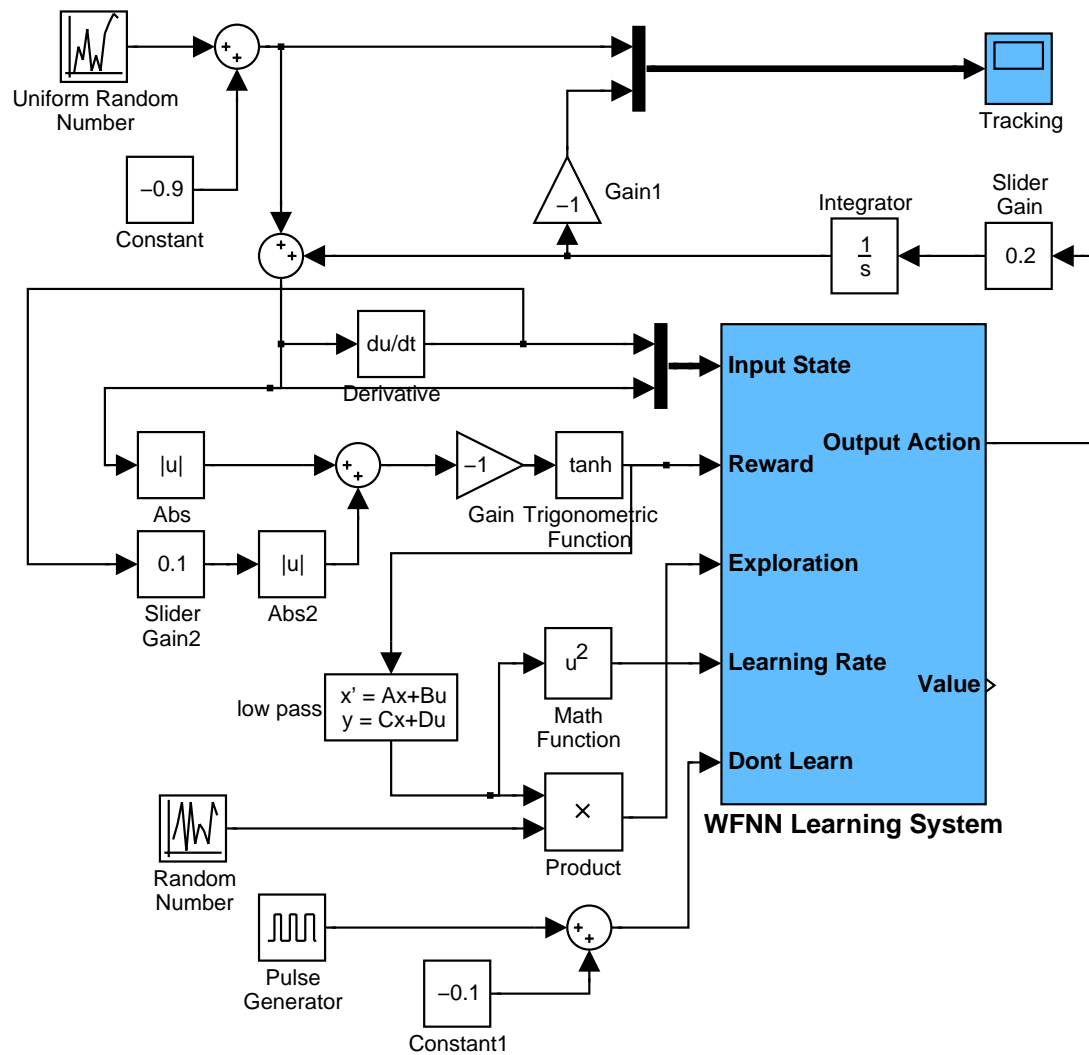 +
+
Uniform Random
Number
Tracking
−0.9
Constant
−1
Gain1
Integrator
Slider
Gain
+
+
1
s
0.2
du/dt
Derivative
Input State
Output Action
|u|
Abs
+
+
−1
Gain
tanh
Trigonometric
Function
Reward
0.1
Slider
Gain2
|u|
Abs2
Exploration
u2
Math
Function
Learning Rate
Value
low pass
x' = Ax+Bu
y = Cx+Du
Dont Learn
×
Product
WFNN Learning System
Random
Number
Pulse
Generator
+
+
−0.1
Constant1